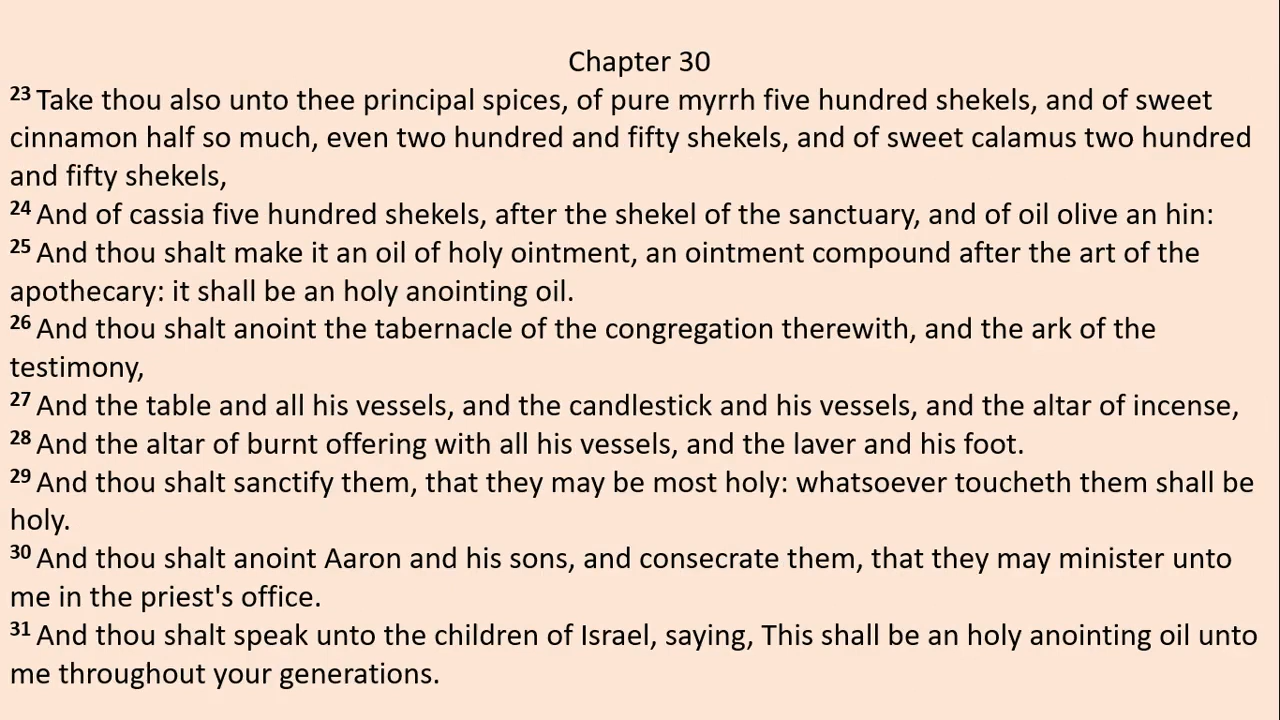 Chapter 30
23 Take thou also unto thee principal spices, of pure myrrh five hundred shekels, and of sweet
cinnamon half so much, even two hundred and fifty shekels, and of sweet calamus two hundred
and fifty shekels,
24 And of cassia five hundred shekels, after the shekel of the sanctuary, and of oil olive an hin:
25 And thou shalt make it an oil of holy ointment, an ointment compound after the art of the
apothecary: it shall be an holy anointing oil.
26 And thou shalt anoint the tabernacle of the congregation therewith, and the ark of the
testimony,
27 And the table and all his vessels, and the candlestick and his vessels, and the altar of incense,
28 And the altar of burnt offering with all his vessels, and the laver and his foot.
29 And thou shalt sanctify them, that they may be most holy: whatsoever toucheth them shall be
holy.
30 And thou shalt anoint Aaron and his sons, and consecrate them, that they may minister unto
me in the priest's office.
31 And thou shalt speak unto the children of Israel, saying, This shall be an holy anointing oil unto
me throughout your generations.